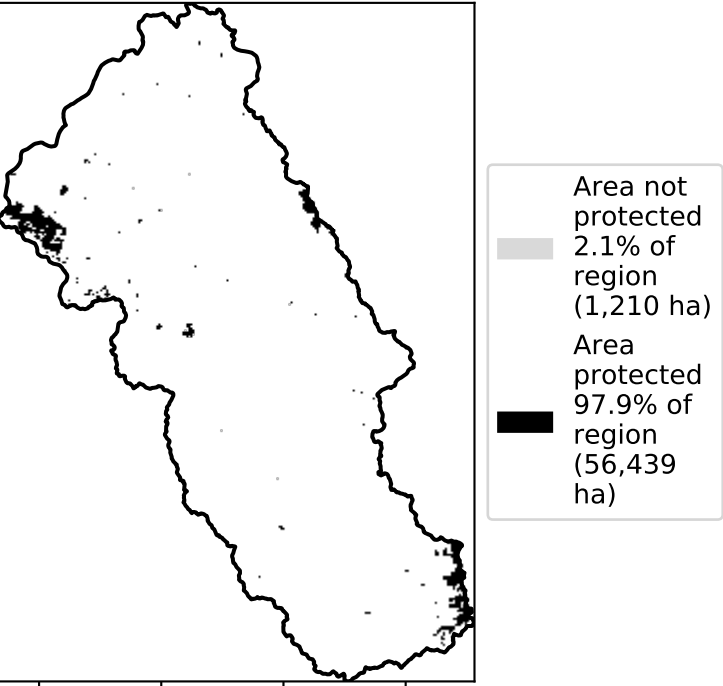 Area not
protected
2.1% of
region
(1,210 ha)
Area
protected
97.9% of
region
(56,439
ha)